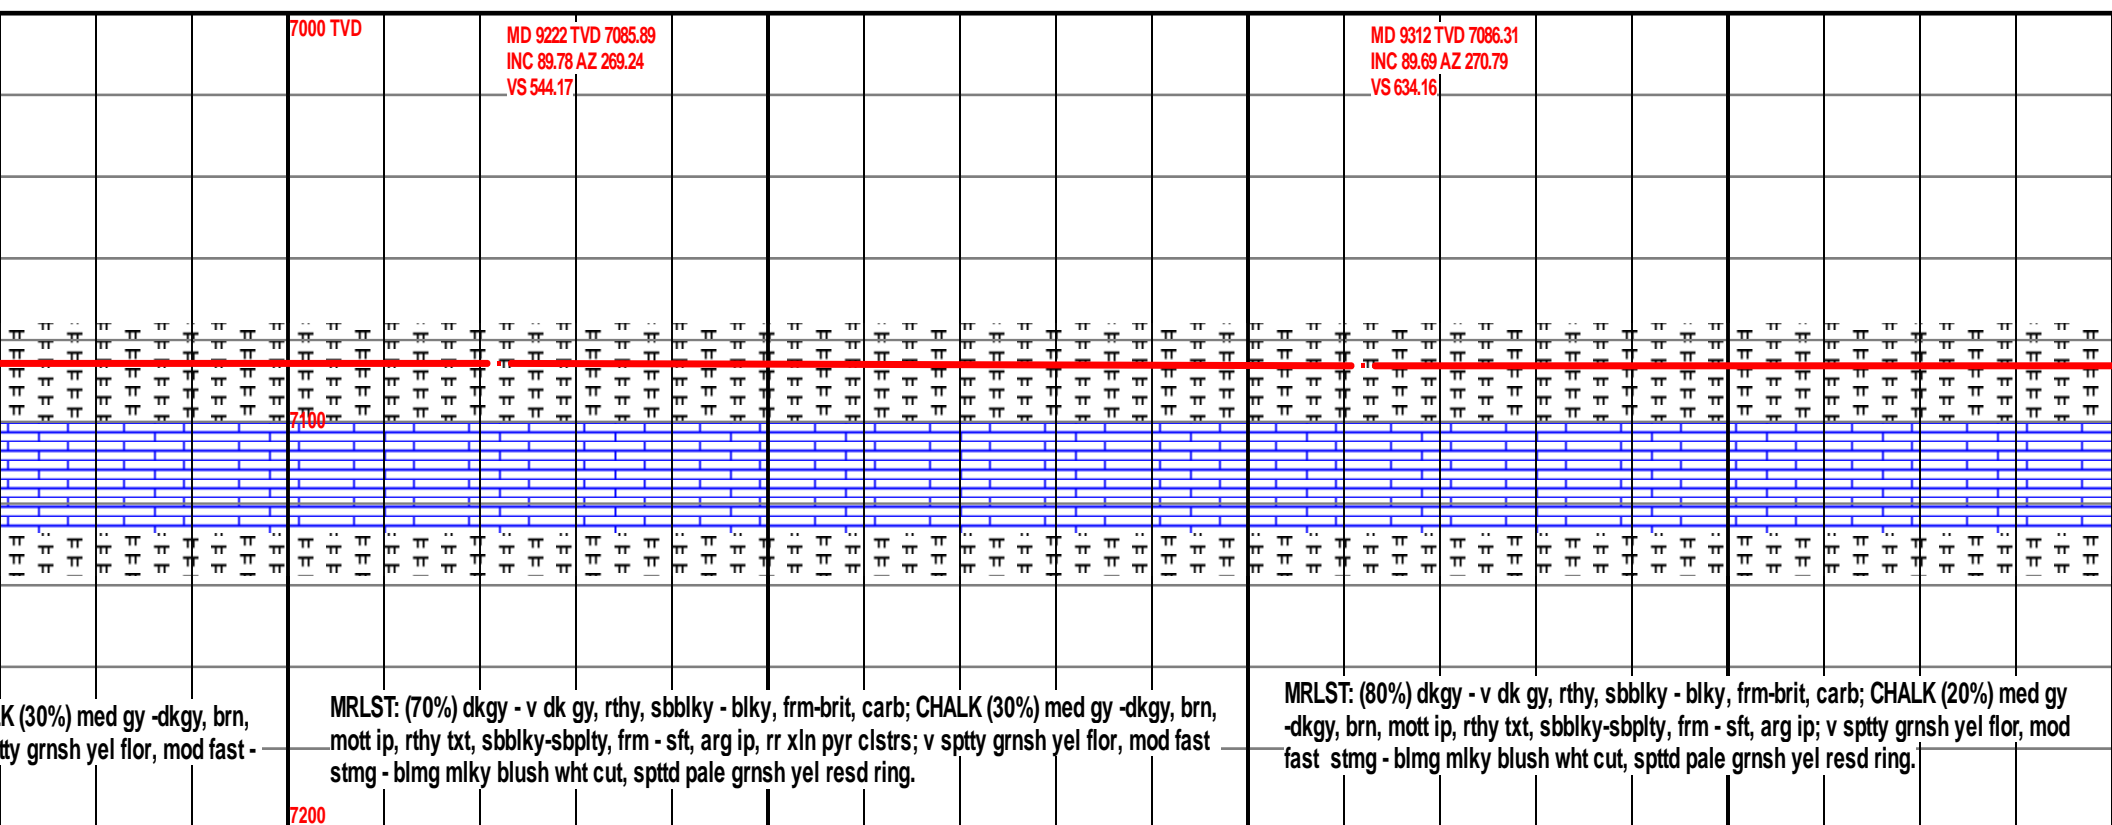 7000 TVD
MD 9222 TVD 7085.89
INC 89.78 AZ 269.24
VS 544.17
MD 9312 TVD 7086.31
INC 89.69 AZ 270.79
VS 634.16
7100
K (30%) med gy -dkgy, brn,
tty grnsh yel flor, mod fast -
MRLST: (70%) dkgy - v dk gy, rthy, sbblky - blky, frm-brit, carb; CHALK (30%) med gy -dkgy, brn,
mott ip, rthy txt, sbblky-sbplty, frm - sft, arg ip, rr xln pyr clstrs; v sptty grnsh yel flor, mod fast
stmg - blmg mlky blush wht cut, spttd pale grnsh yel resd ring.
MRLST: (80%) dkgy - v dk gy, rthy, sbblky - blky, frm-brit, carb; CHALK (20%) med gy
-dkgy, brn, mott ip, rthy txt, sbblky-sbplty, frm - sft, arg ip; v sptty grnsh yel flor, mod
fast stmg - blmg mlky blush wht cut, spttd pale grnsh yel resd ring.
7200